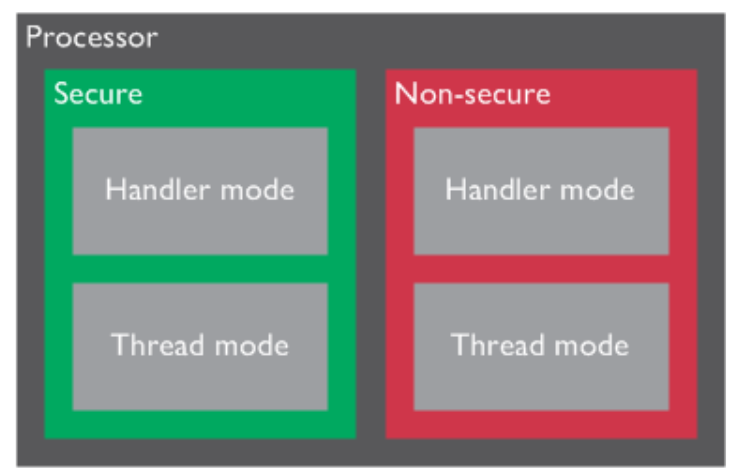 Processor
Secure
Handler mode
Thread mode
Non-secure
Handler mode
Thread mode